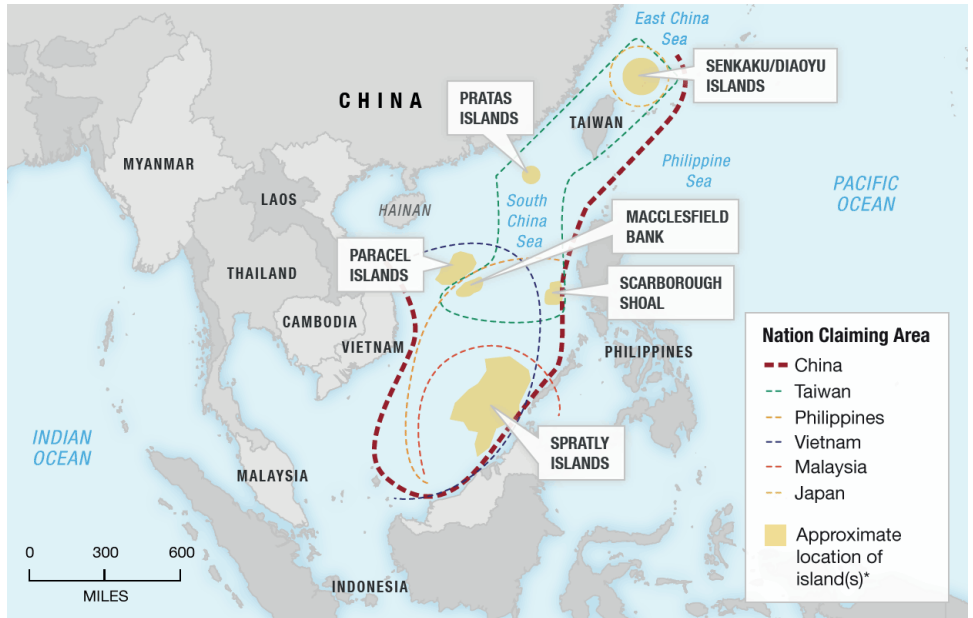 East China
Sea
SENKAKU/DIAOYU
ISLANDS
CHINA
PRATAS
ISLANDS
TAIWAN
MYANMAR
Philippine
Sea
PACIFIC
OCEAN
LAOS
HAINAN
South
China
Sea
MACCLESFIELD
BANK
PARACEL
ISLANDS
THAILAND
SCARBOROUGH
SHOAL
CAMBODIA
VIETNAM
PHILIPPINES
Nation Claiming Area
China
Taiwan
Philippines
Vietnam
Malaysia
Japan
Approximate
location of
island(s)*
INDIAN
OCEAN
SPRATLY
ISLANDS
MALAYSIA
0 300 600
MILES
INDONESIA